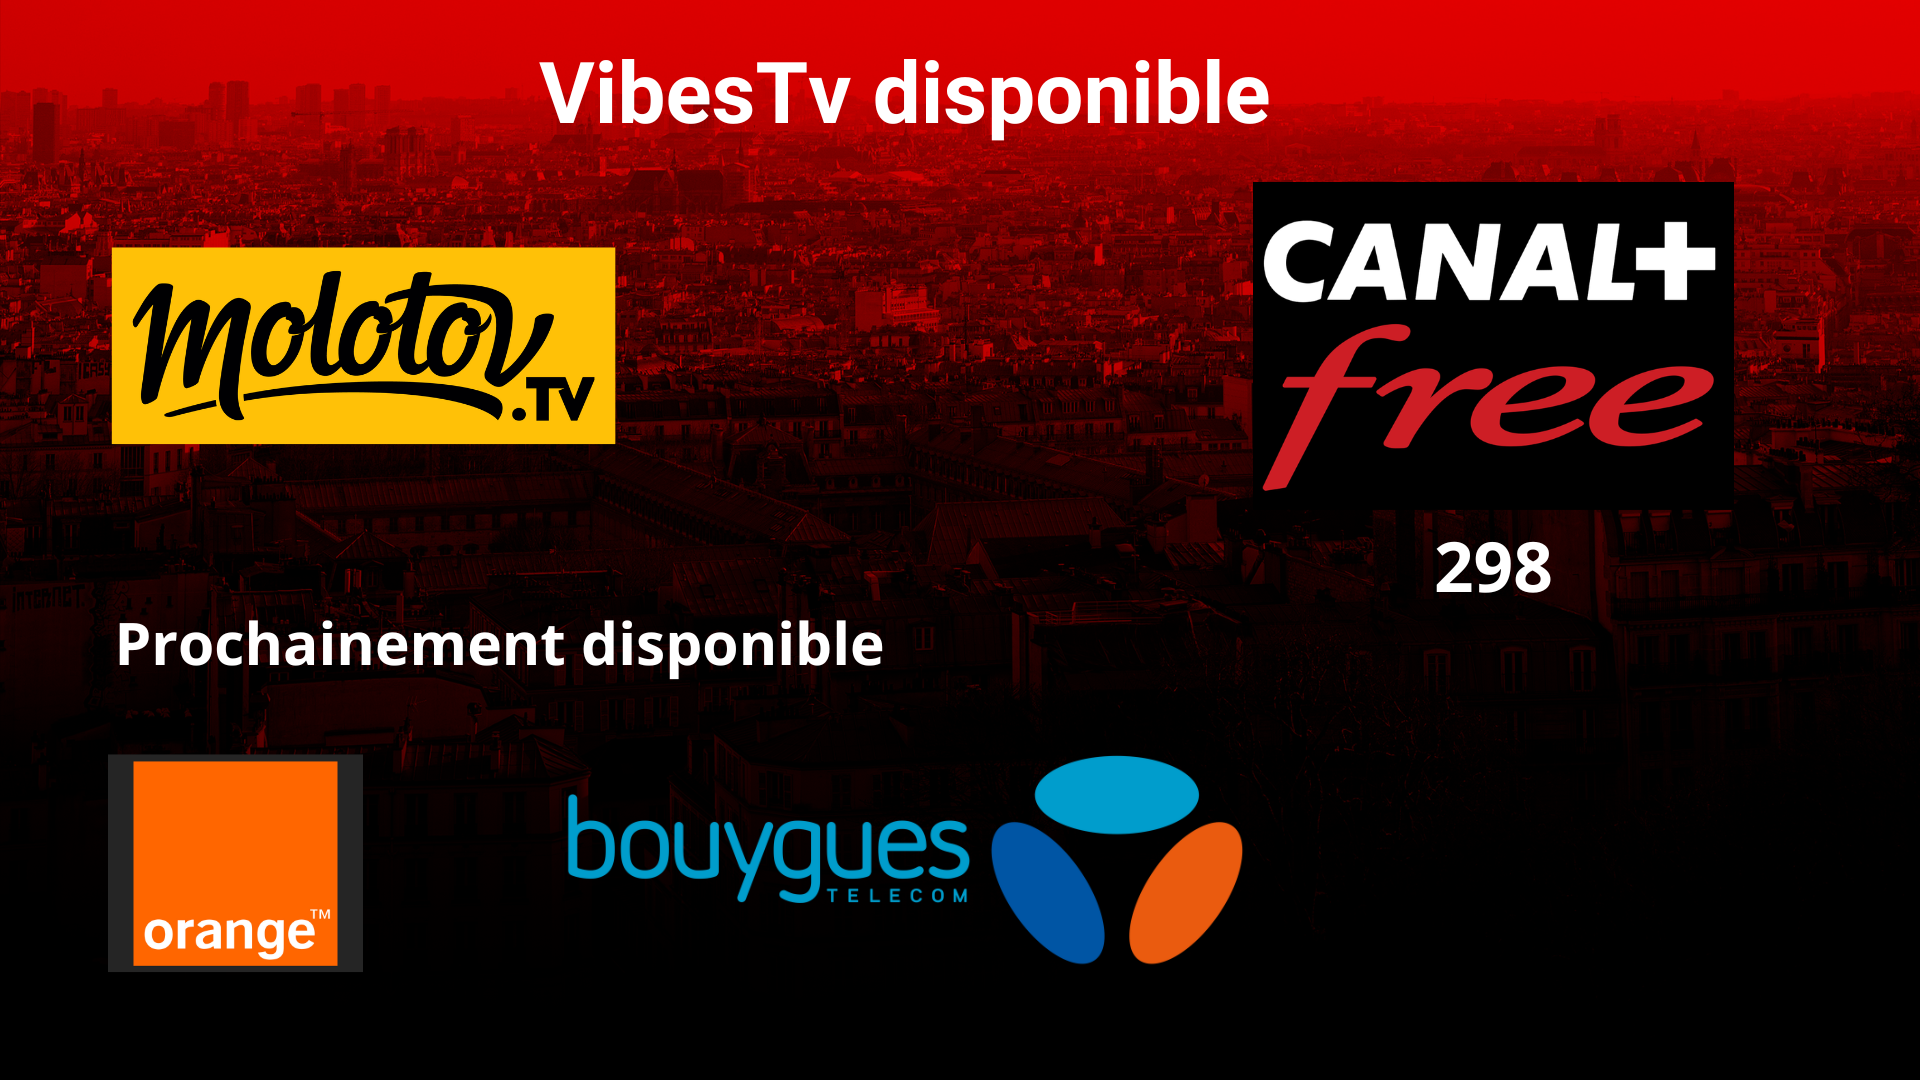 VibesTv disponible
molotov.TV
CANAL+
free
298
Prochainement disponible
orange™
bouygues
TELECOM